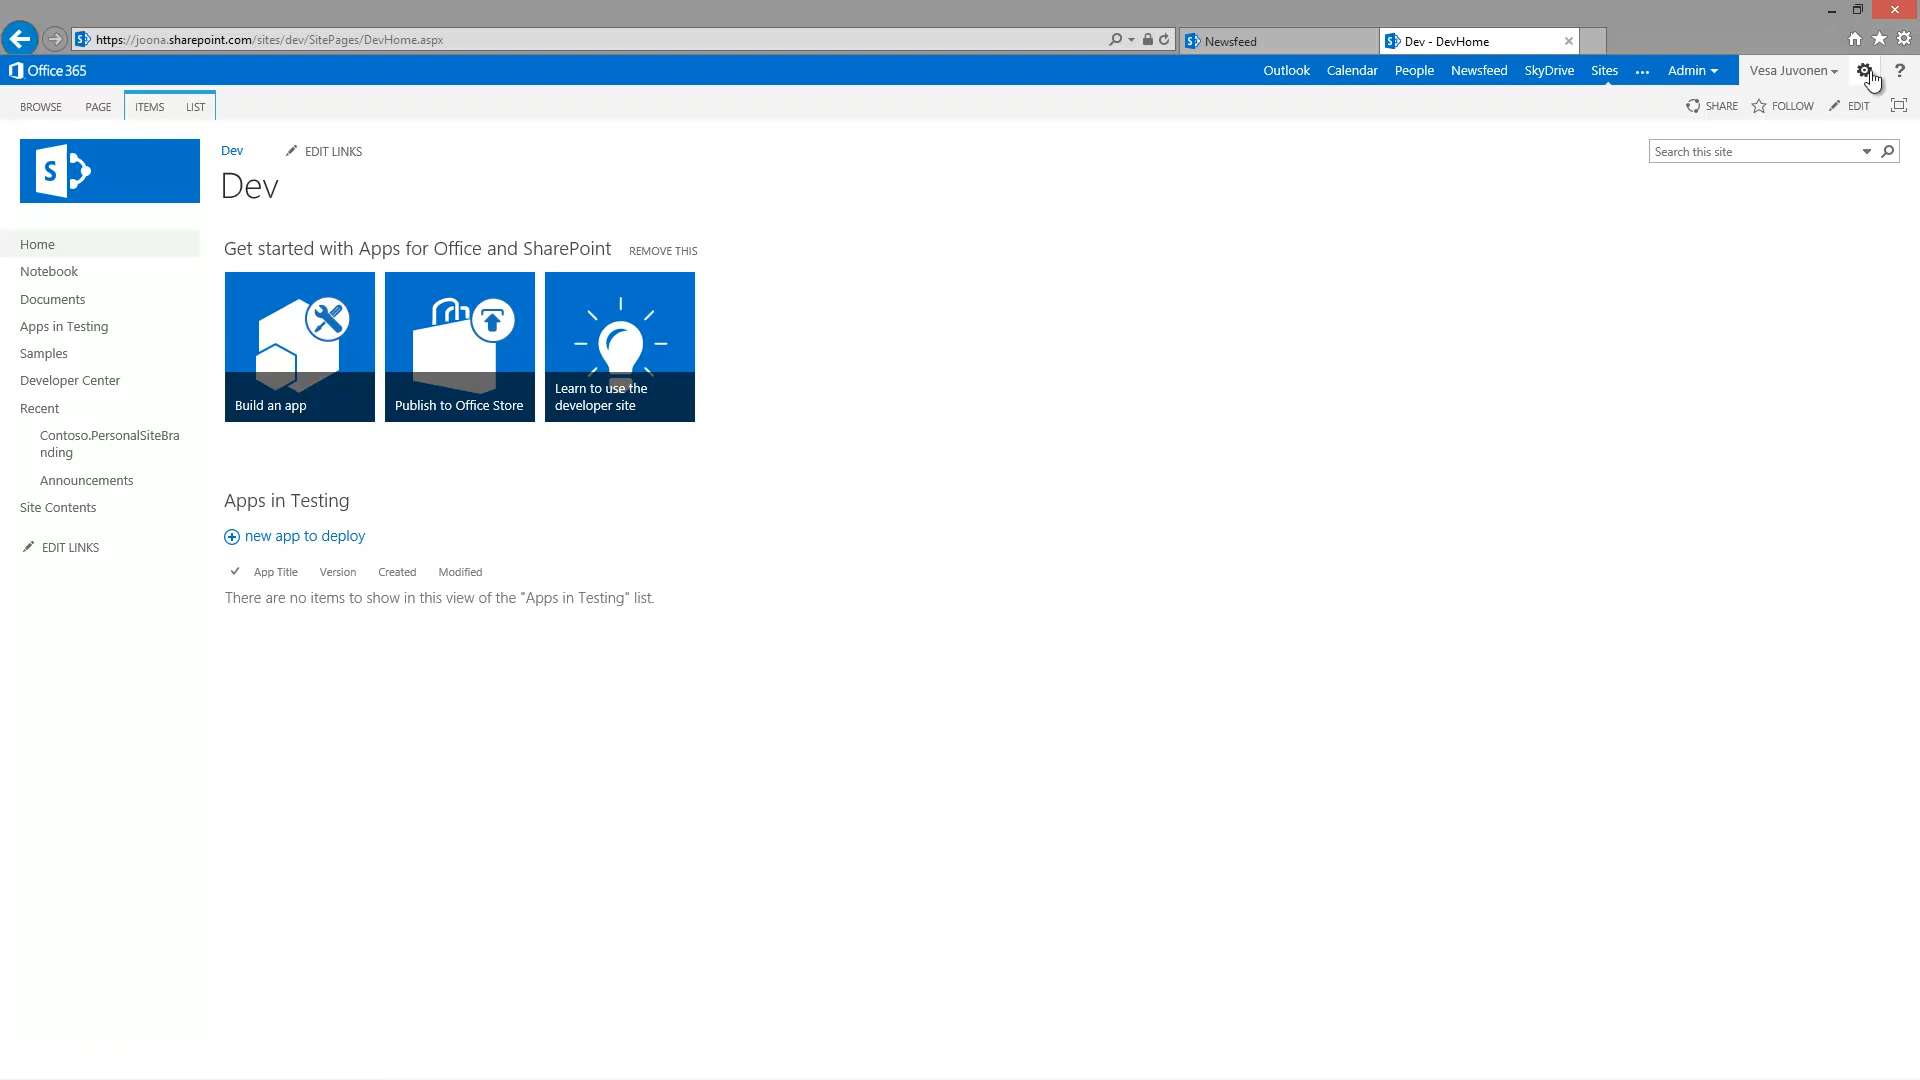 https://joona.sharepoint.com/sites/dev/SitePages/DevHome.aspx
Newsfeed
Dev - DevHome
Office 365
Outlook Calendar People Newsfeed SkyDrive Sites ... Admin Vesa Juvonen ?
BROWSE PAGE ITEMS LIST
SHARE FOLLOW EDIT
S
Dev EDIT LINKS
Search this site
Dev
Home
Notebook
Documents
Apps in Testing
Samples
Developer Center
Recent
Contoso.PersonalSiteBra
nding
Announcements
Site Contents
EDIT LINKS
Get started with Apps for Office and SharePoint REMOVE THIS
Build an app
Publish to Office Store
Learn to use the
developer site
Apps in Testing
new app to deploy
App Title Version Created Modified
There are no items to show in this view of the "Apps in Testing" list.